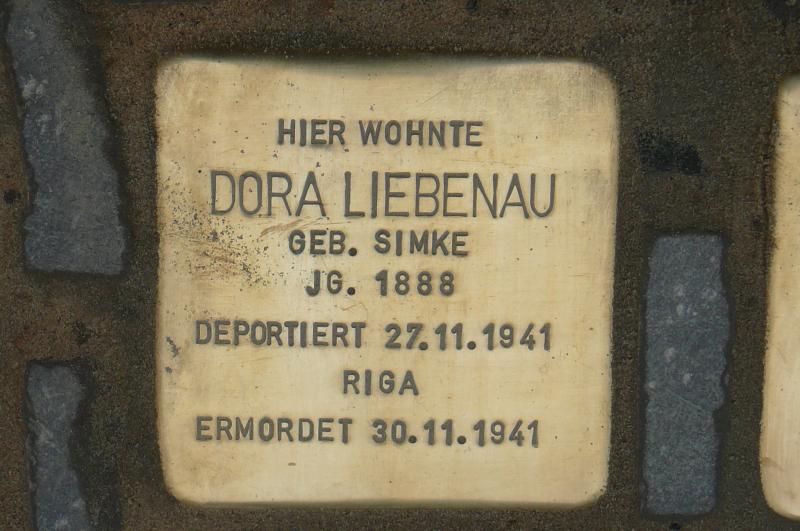 HIER WOHNTE
DORA LIEBENAU
GEB. SIMKE
JG. 1888
DEPORTIERT 27.11.1941
RIGA
ERMORDET 30.11.1941